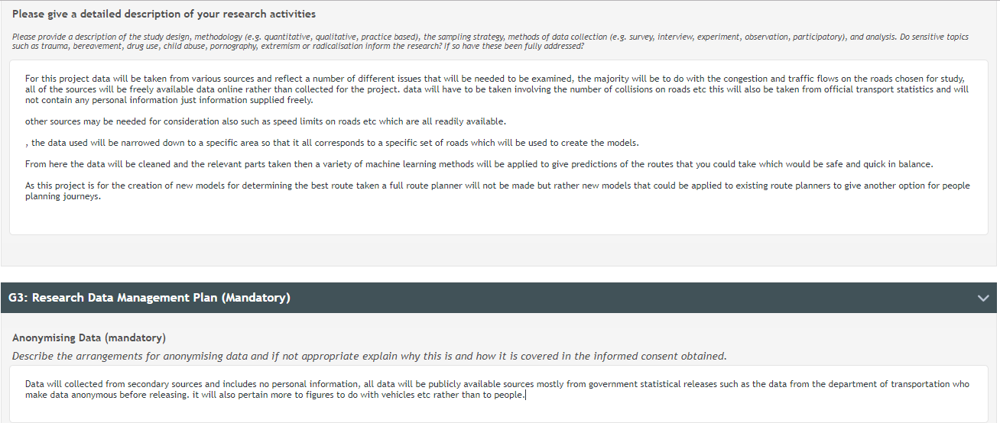 Please give a detailed description of your research activities
Please provide a description of the study design, methodology (e.g. quantitative, qualitative, practice based), the sampling strategy, methods of data collection (e.g. survey, interview, experiment, observation, participatory), and analysis. Do sensitive topics
such as trauma, bereavement, drug use, child abuse, pornography, extremism or radicalisation inform the research? If so have these been fully addressed?
For this project data will be taken from various sources and reflect a number of different issues that will be needed to be examined, the majority will be to do with the congestion and traffic flows on the roads chosen for study,
all of the sources will be freely available data online rather than collected for the project. data will have to be taken involving the number of collisions on roads etc this will also be taken from official transport statistics and will
not contain any personal information just information supplied freely.
other sources may be needed for consideration also such as speed limits on roads etc which are all readily available.
, the data used will be narrowed down to a specific area so that it all corresponds to a specific set of roads which will be used to create the models.
From here the data will be cleaned and the relevant parts taken then a variety of machine learning methods will be applied to give predictions of the routes that you could take which would be safe and quick in balance.
As this project is for the creation of new models for determining the best route taken a full route planner will not be made but rather new models that could be applied to existing route planners to give another option for people
planning journeys.
G3: Research Data Management Plan (Mandatory)
Anonymising Data (mandatory)
Describe the arrangements for anonymising data and if not appropriate explain why this is and how it is covered in the informed consent obtained.
Data will collected from secondary sources and includes no personal information, all data will be publicly available sources mostly from government statistical releases such as the data from the department of transportation who
make data anonymous before releasing. it will also pertain more to figures to do with vehicles etc rather than to people.